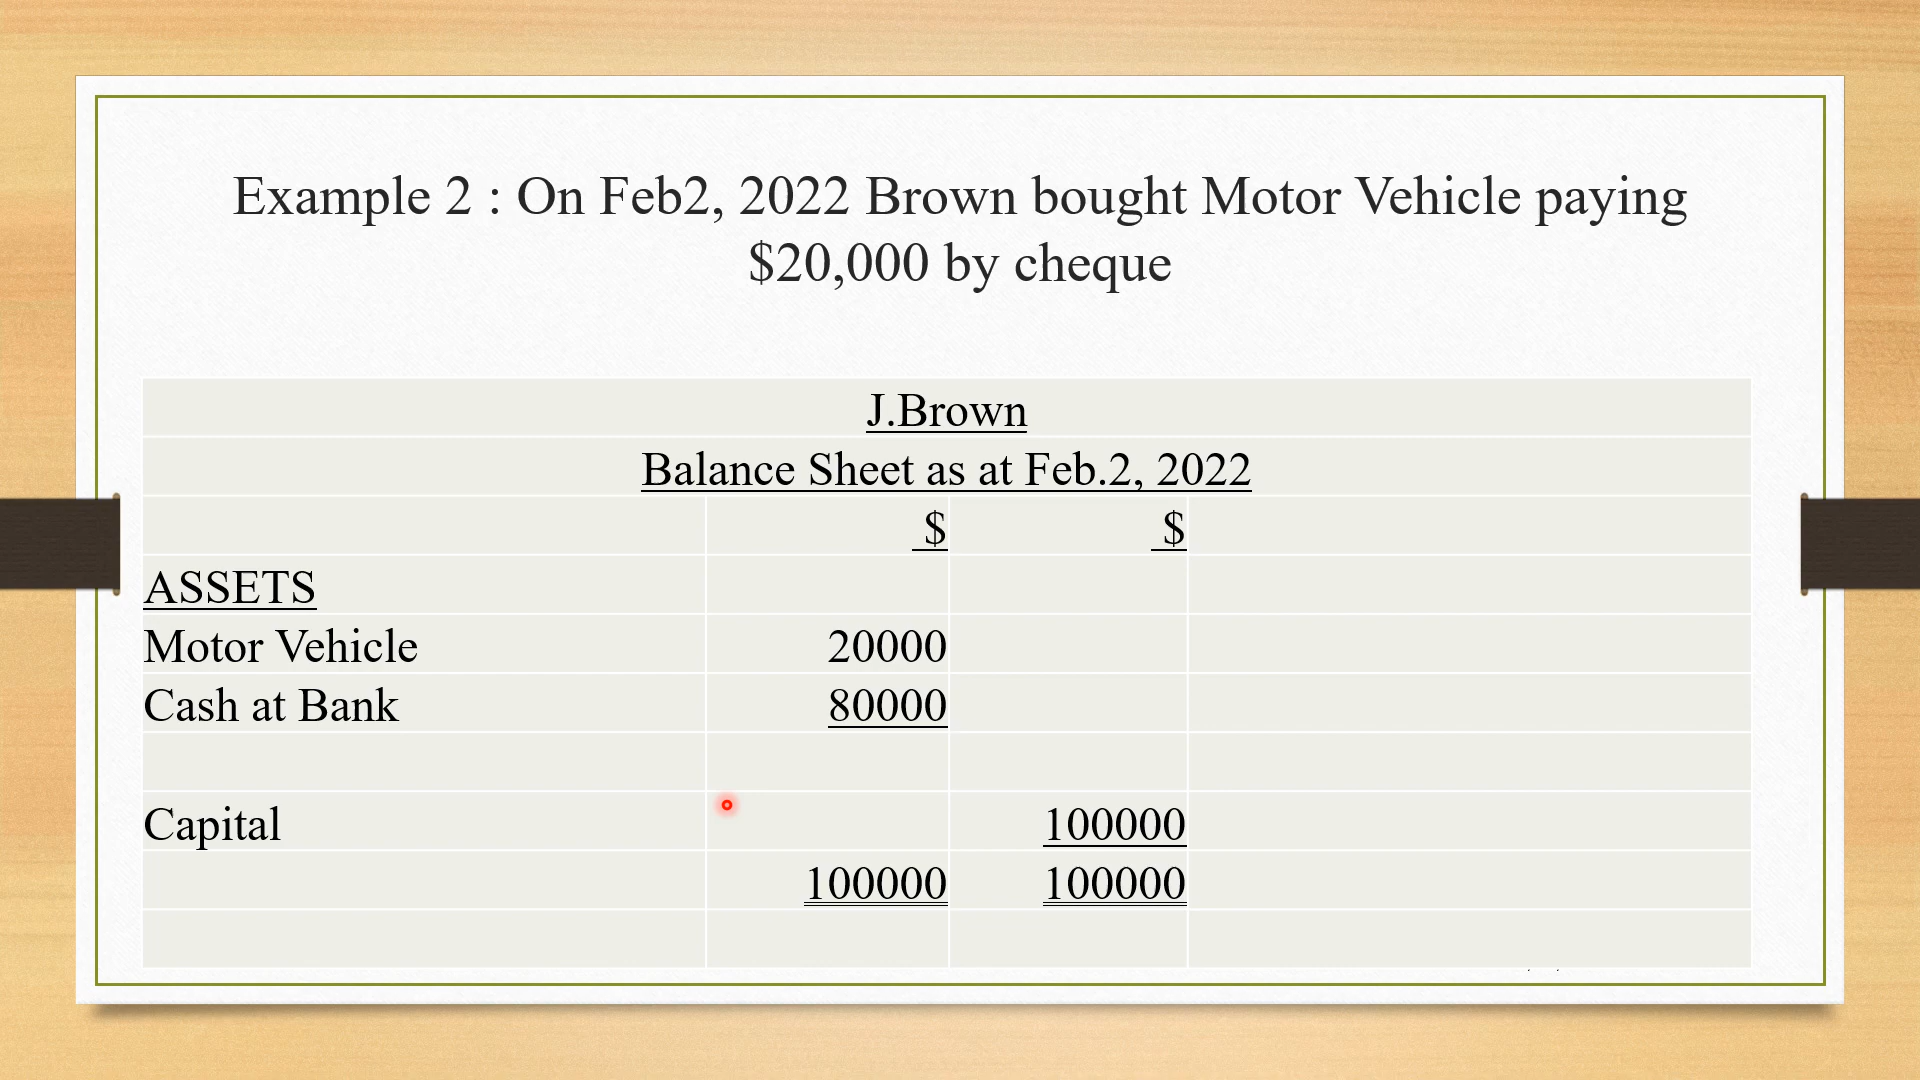 Example 2 : On Feb2, 2022 Brown bought Motor Vehicle paying
$20,000 by cheque
J.Brown
Balance Sheet as at Feb.2, 2022
$ $
ASSETS
Motor Vehicle 20000
Cash at Bank 80000
Capital 100000
100000 100000